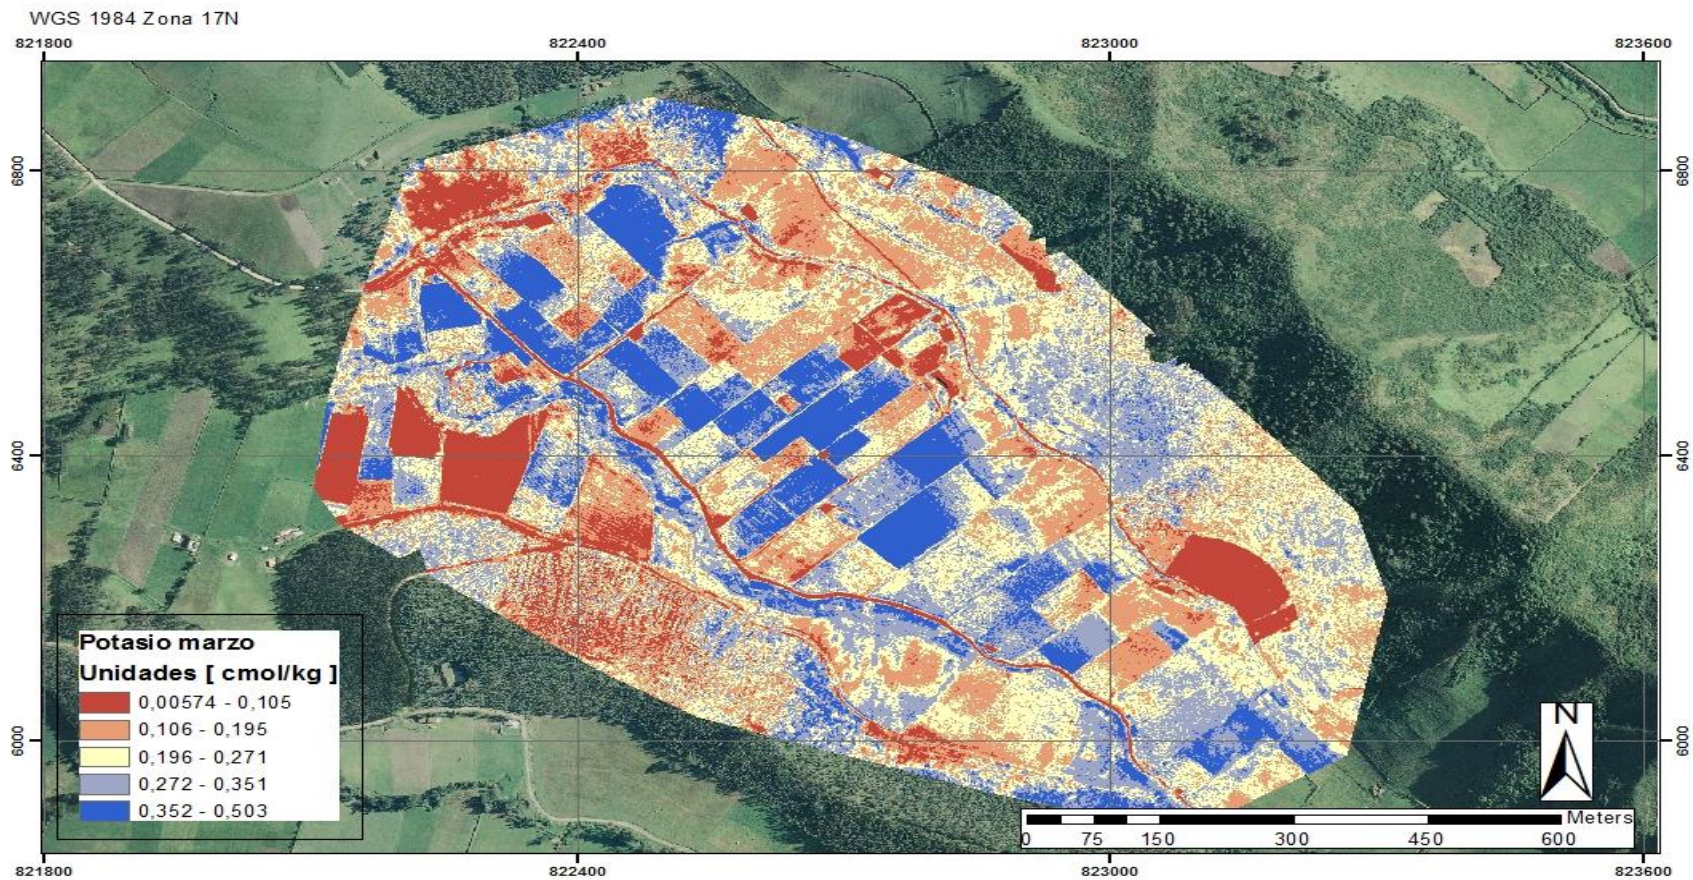 WGS 1984 Zona 17N
821800 822400 823000 823600
6800 6800
6400 6400
6000 6000
Potasio marzo
Unidades [ cmol/kg ]
0,00574 - 0,105
0,106 - 0,195
0,196 - 0,271
0,272 - 0,351
0,352 - 0,503
N
Meters
0 75 150 300 450 600
821800 822400 823000 823600